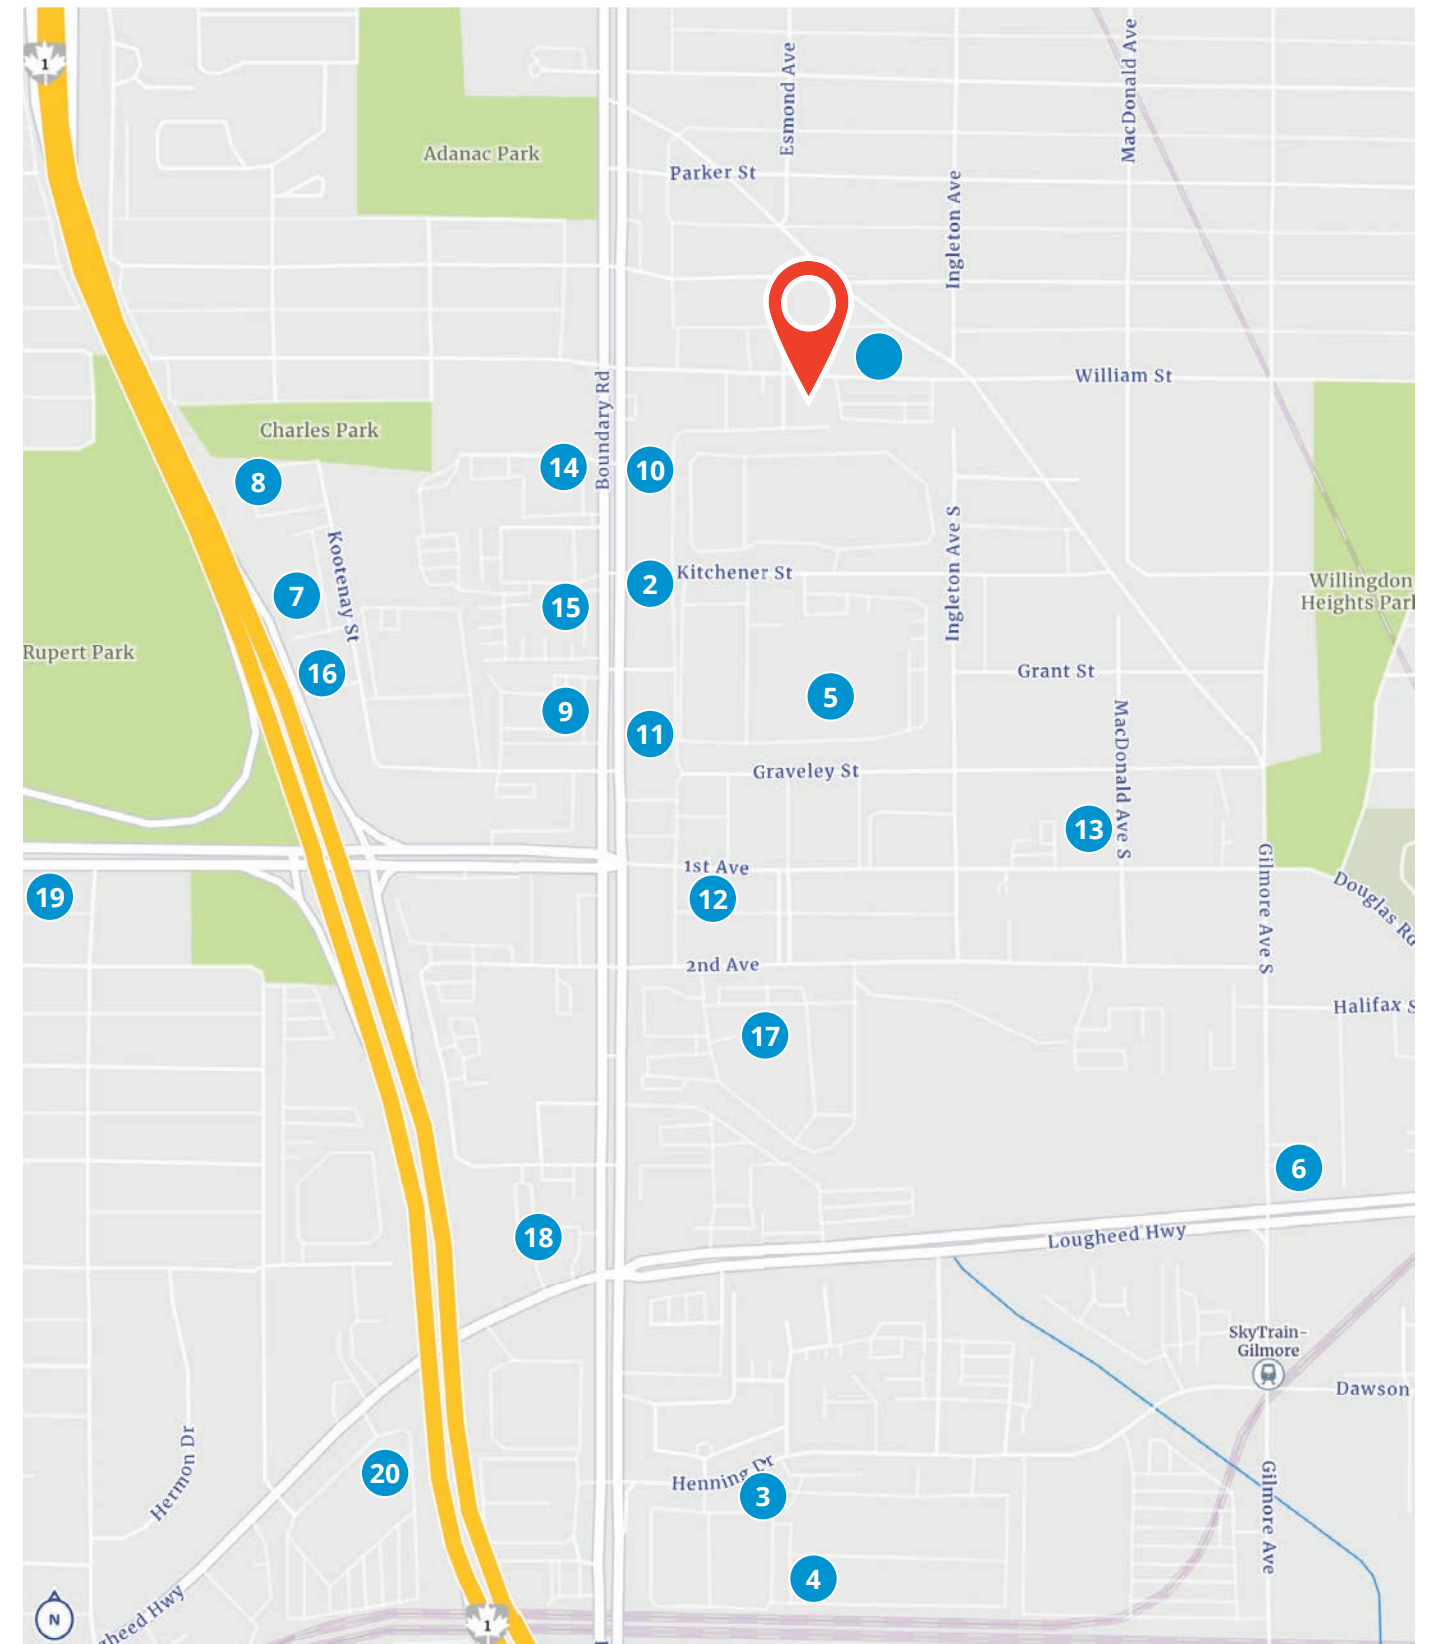 1
Adanac Park
Parker St
Esmond Ave
MacDonald Ave
Ingleton Ave
William St
Boundary Rd
Charles Park
8
14
10
Kootenay St
7
15
2
Kitchener St
Ingleton Ave S
Willingdon
Heights Park
Rupert Park
16
9
11
5
Grant St
MacDonald Ave S
Graveley St
13
1st Ave
12
19
Gilmore Ave S
Douglas Rd
2nd Ave
Halifax S
17
6
18
Lougheed Hwy
SkyTrain-
Gilmore
Dawson
Hermon Dr
20
Henning Dr
3
Gilmore Ave
4
N
gheed Hwy
1